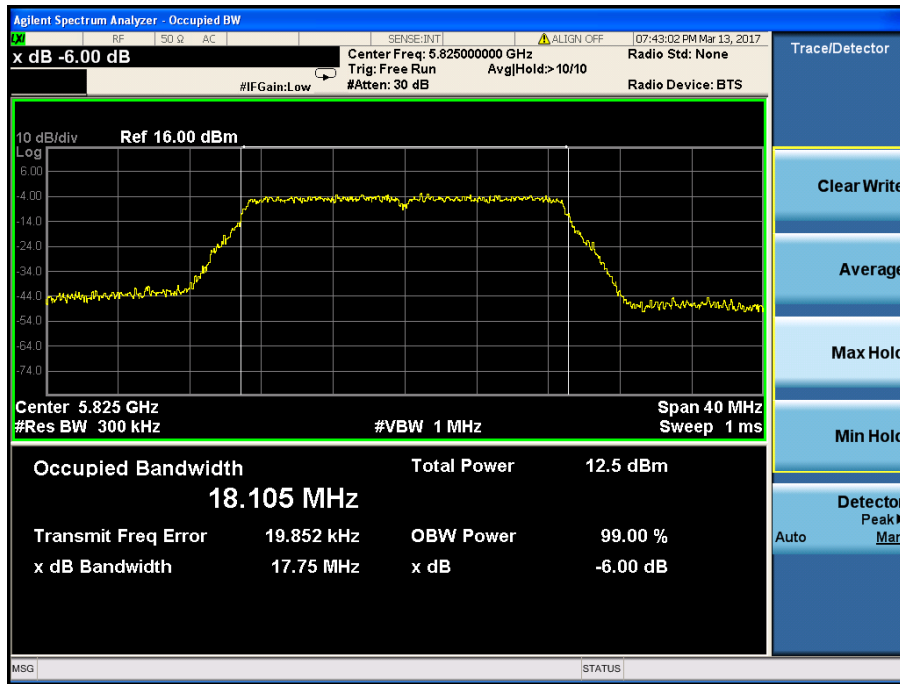 Agilent Spectrum Analyzer - Occupied BW
LXI RF 50 Ω AC SENSE:INT ALIGN OFF 07:43:02 PM Mar 13, 2017
x dB -6.00 dB
Center Freq: 5.825000000 GHz Radio Std: None
Trig: Free Run Avg|Hold:>10/10
#IFGain:Low #Atten: 30 dB Radio Device: BTS
10 dB/div Ref 16.00 dBm
Log
6.00
-4.00
-14.0
-24.0
-34.0
-44.0
-54.0
-64.0
-74.0
Center 5.825 GHz Span 40 MHz
#Res BW 300 kHz #VBW 1 MHz Sweep 1 ms
Occupied Bandwidth Total Power 12.5 dBm
18.105 MHz
Transmit Freq Error 19.852 kHz OBW Power 99.00 %
x dB Bandwidth 17.75 MHz x dB -6.00 dB
MSG STATUS
Trace/Detector
Clear Write
Average
Max Hold
Min Hold
Detector
Peak
Auto Man